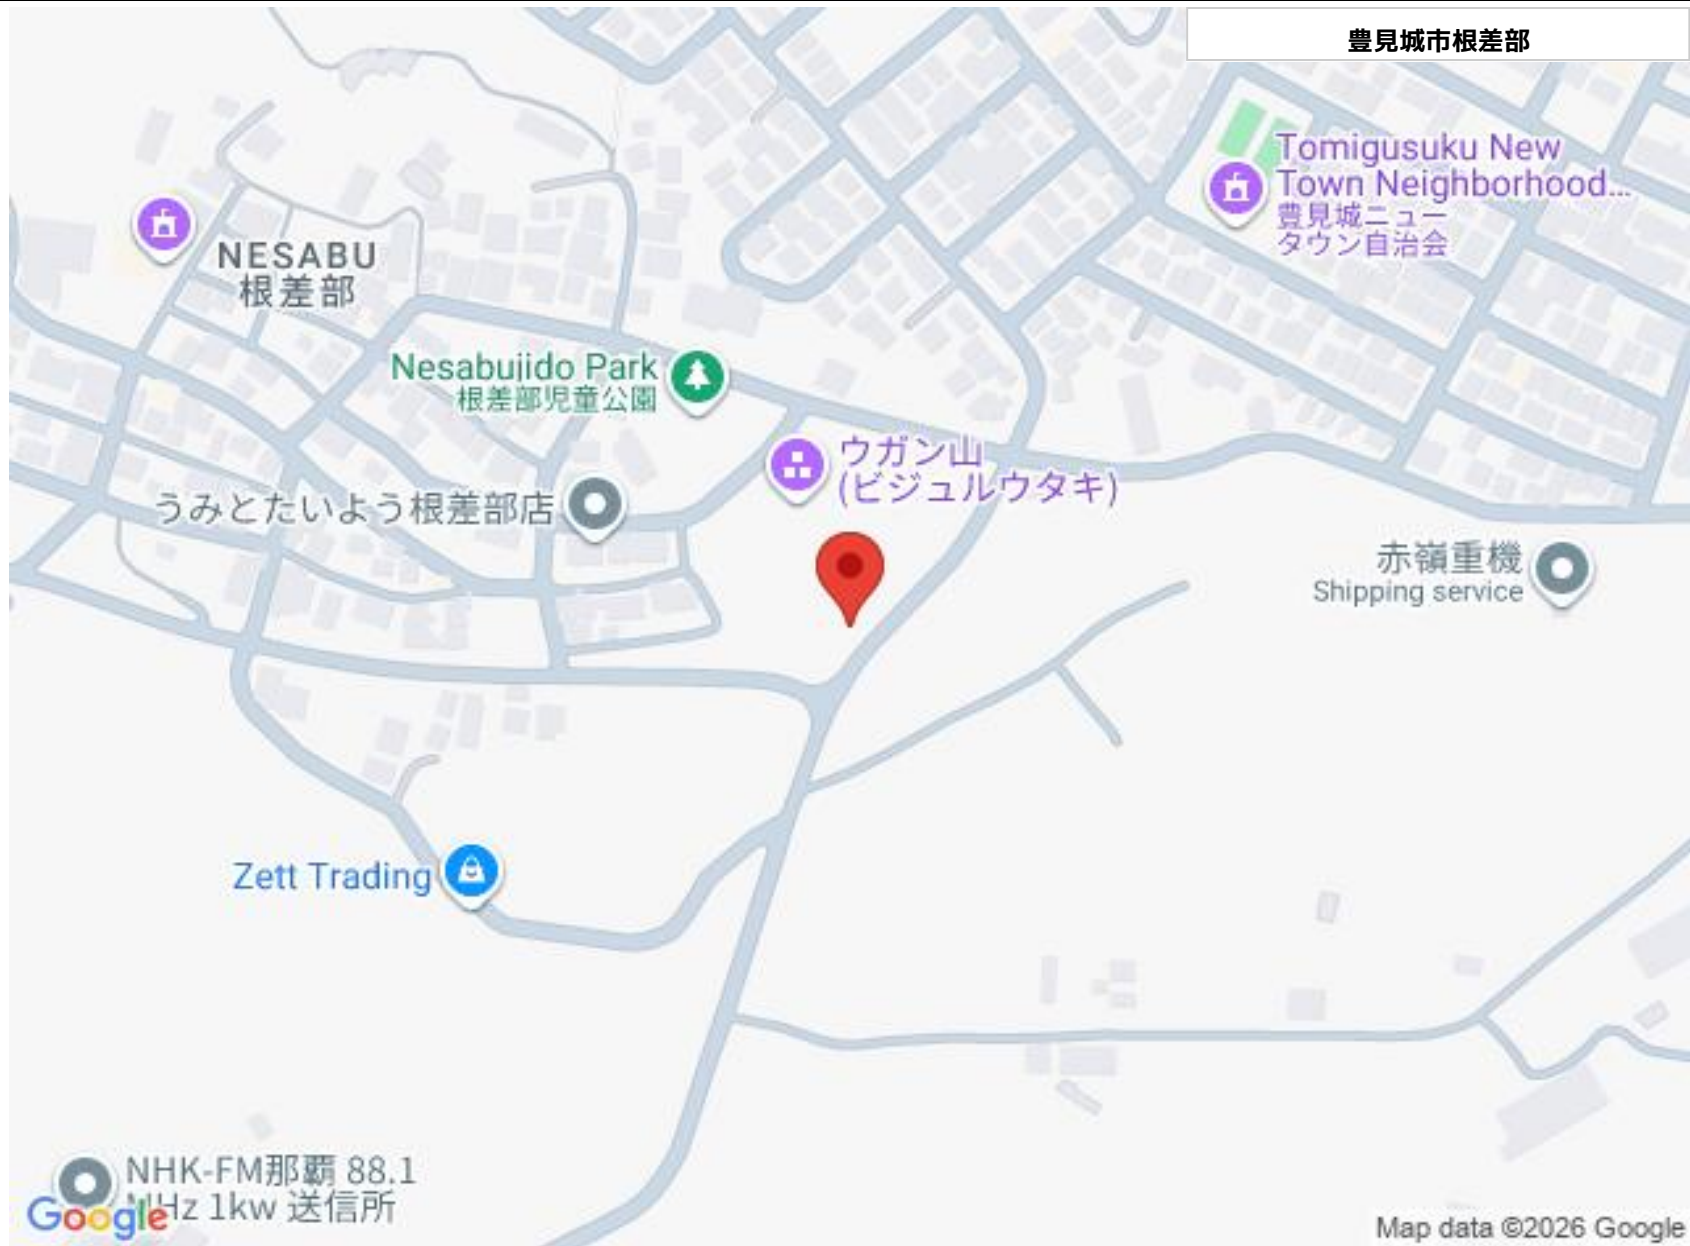 豊見城市根差部
Tomigusuku New
Town Neighborhood...
豊見城ニュー
タウン自治会
NESABU
根差部
Nesabujido Park
根差部児童公園
ウガン山
(ビジュルウタキ)
うみとたいよう根差部店
赤嶺重機
Shipping service
Zett Trading
NHK-FM那覇 88.1
MHz 1kw 送信所
Google
Map data ©2026 Google